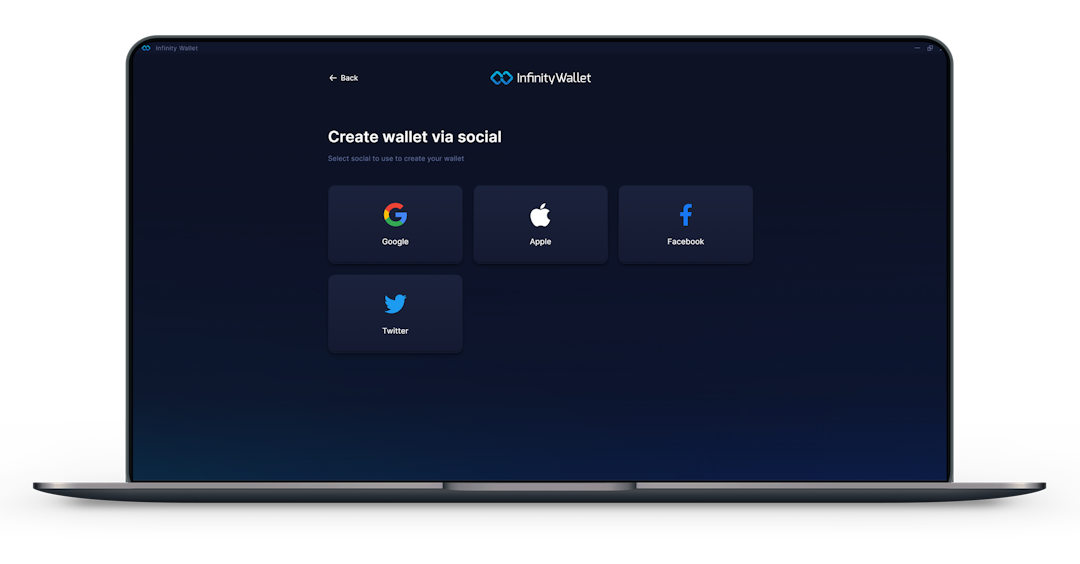 Infinity Wallet
Back
InfinityWallet
Create wallet via social
Select social to use to create your wallet
Google
Apple
Facebook
Twitter